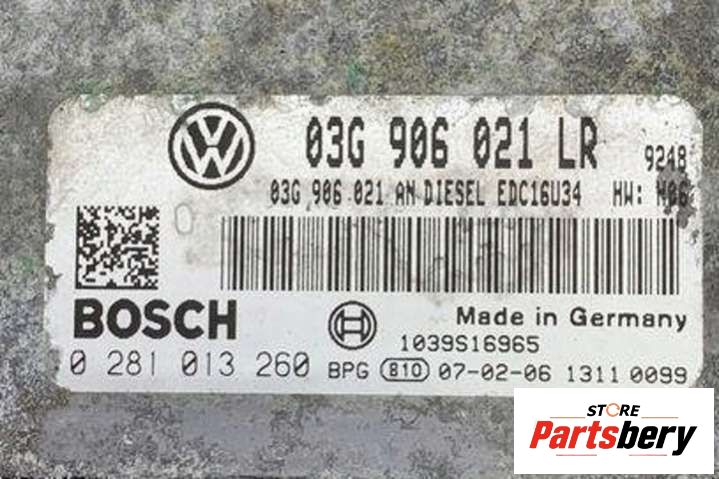 03G 906 021 LR 9248
03G 906 021 AN DIESEL EDC16U34 HW: H06
BOSCH
Made in Germany
1039S16965
0 281 013 260 BPG 810 07-02-06 1311 0099
STORE
Partsbery